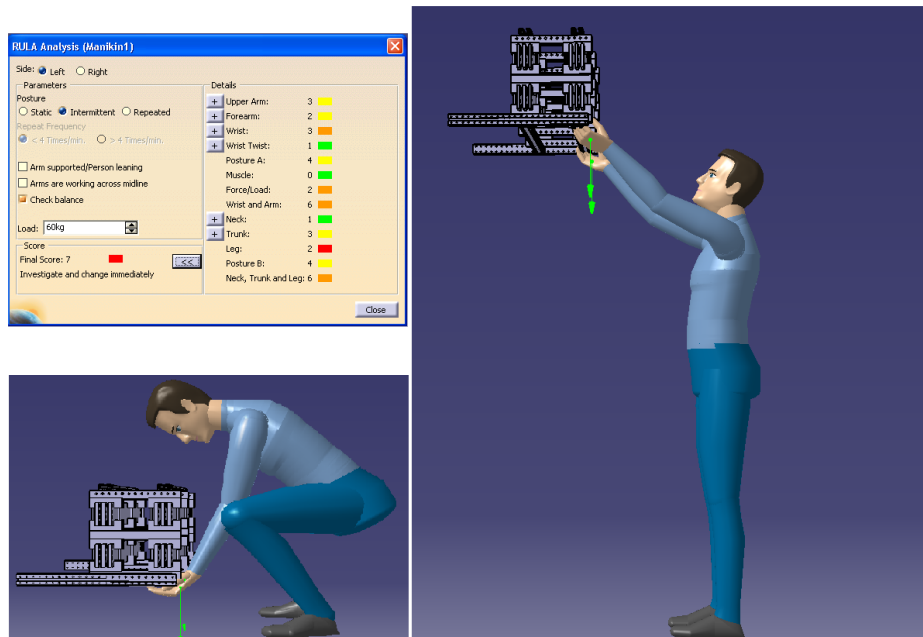 RULA Analysis (Manikin1)
Side: Left Right
Parameters
Posture
Static Intermittent Repeated
Repeat Frequency
< 4 Times/min. > 4 Times/min.
Arm supported/Person leaning
Arms are working across midline
Check balance
Load: 60kg
Score
Final Score: 7
<<
Investigate and change immediately
Details
+ Upper Arm: 3
+ Forearm: 2
+ Wrist: 3
+ Wrist Twist: 1
Posture A: 4
Muscle: 0
Force/Load: 2
Wrist and Arm: 6
+ Neck: 1
+ Trunk: 3
Leg: 2
Posture B: 4
Neck, Trunk and Leg: 6
Close